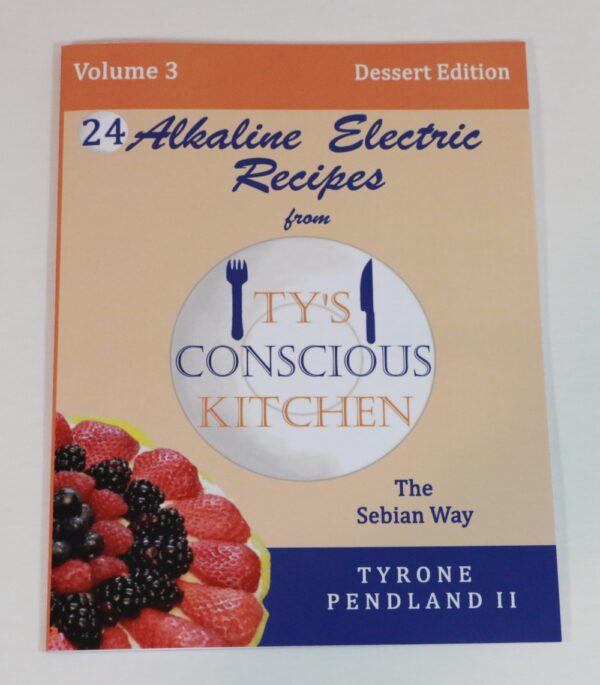 Volume 3 Dessert Edition
24 Alkaline Electric
Recipes
from
TY'S
CONSCIOUS
KITCHEN
The
Sebian Way
TYRONE
PENDLAND II